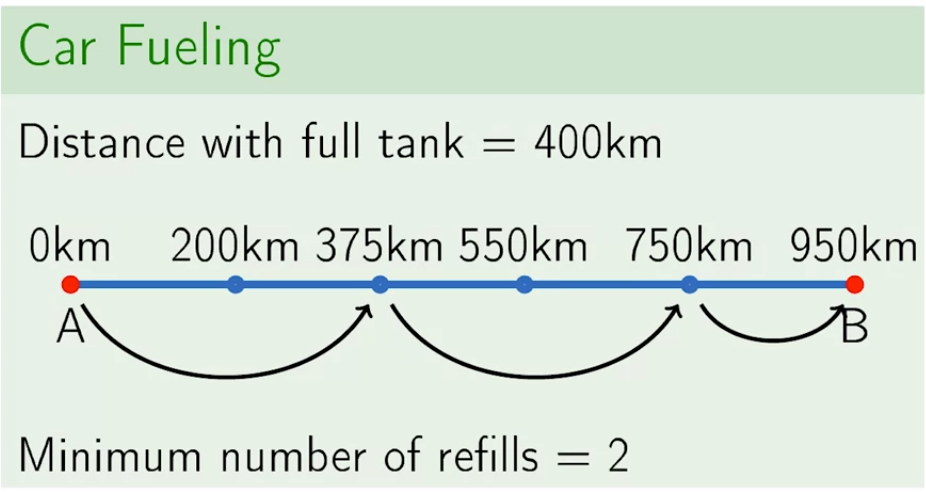 Car Fueling
Distance with full tank = 400km
0km 200km 375km 550km 750km 950km
A B
Minimum number of refills = 2